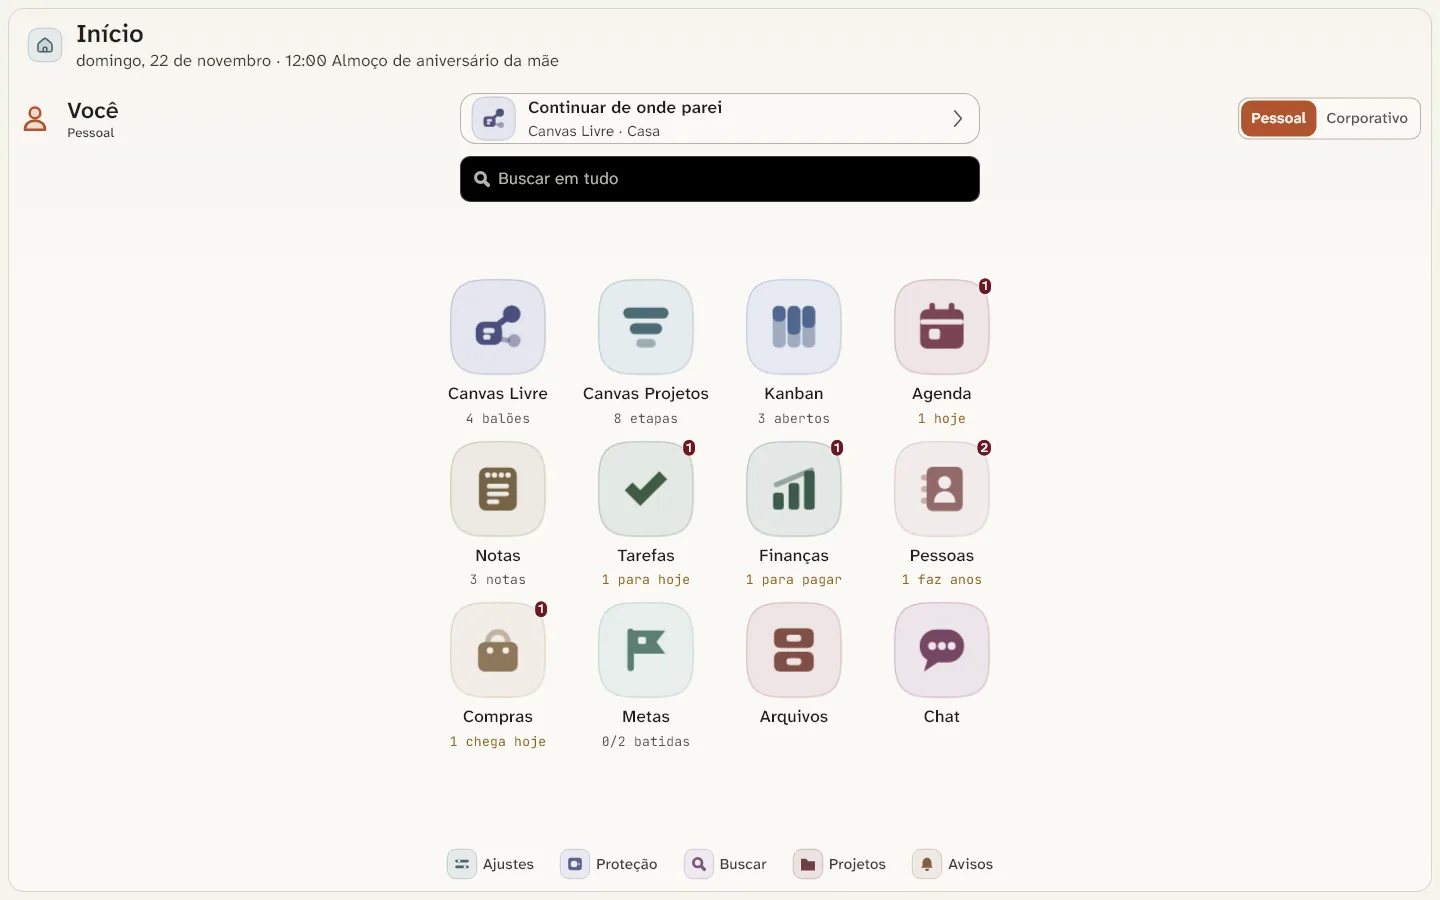 Início
domingo, 22 de novembro · 12:00 Almoço de aniversário da mãe
Você
Pessoal
Continuar de onde parei
Canvas Livre · Casa
Pessoal
Corporativo
Buscar em tudo
1
Canvas Livre
Canvas Projetos
Kanban
Agenda
4 balões
8 etapas
3 abertos
1 hoje
1
1
2
Notas
Tarefas
Finanças
Pessoas
3 notas
1 para hoje
1 para pagar
1 faz anos
1
Compras
Metas
Arquivos
Chat
1 chega hoje
0/2 batidas
Ajustes
Proteção
Buscar
Projetos
Avisos